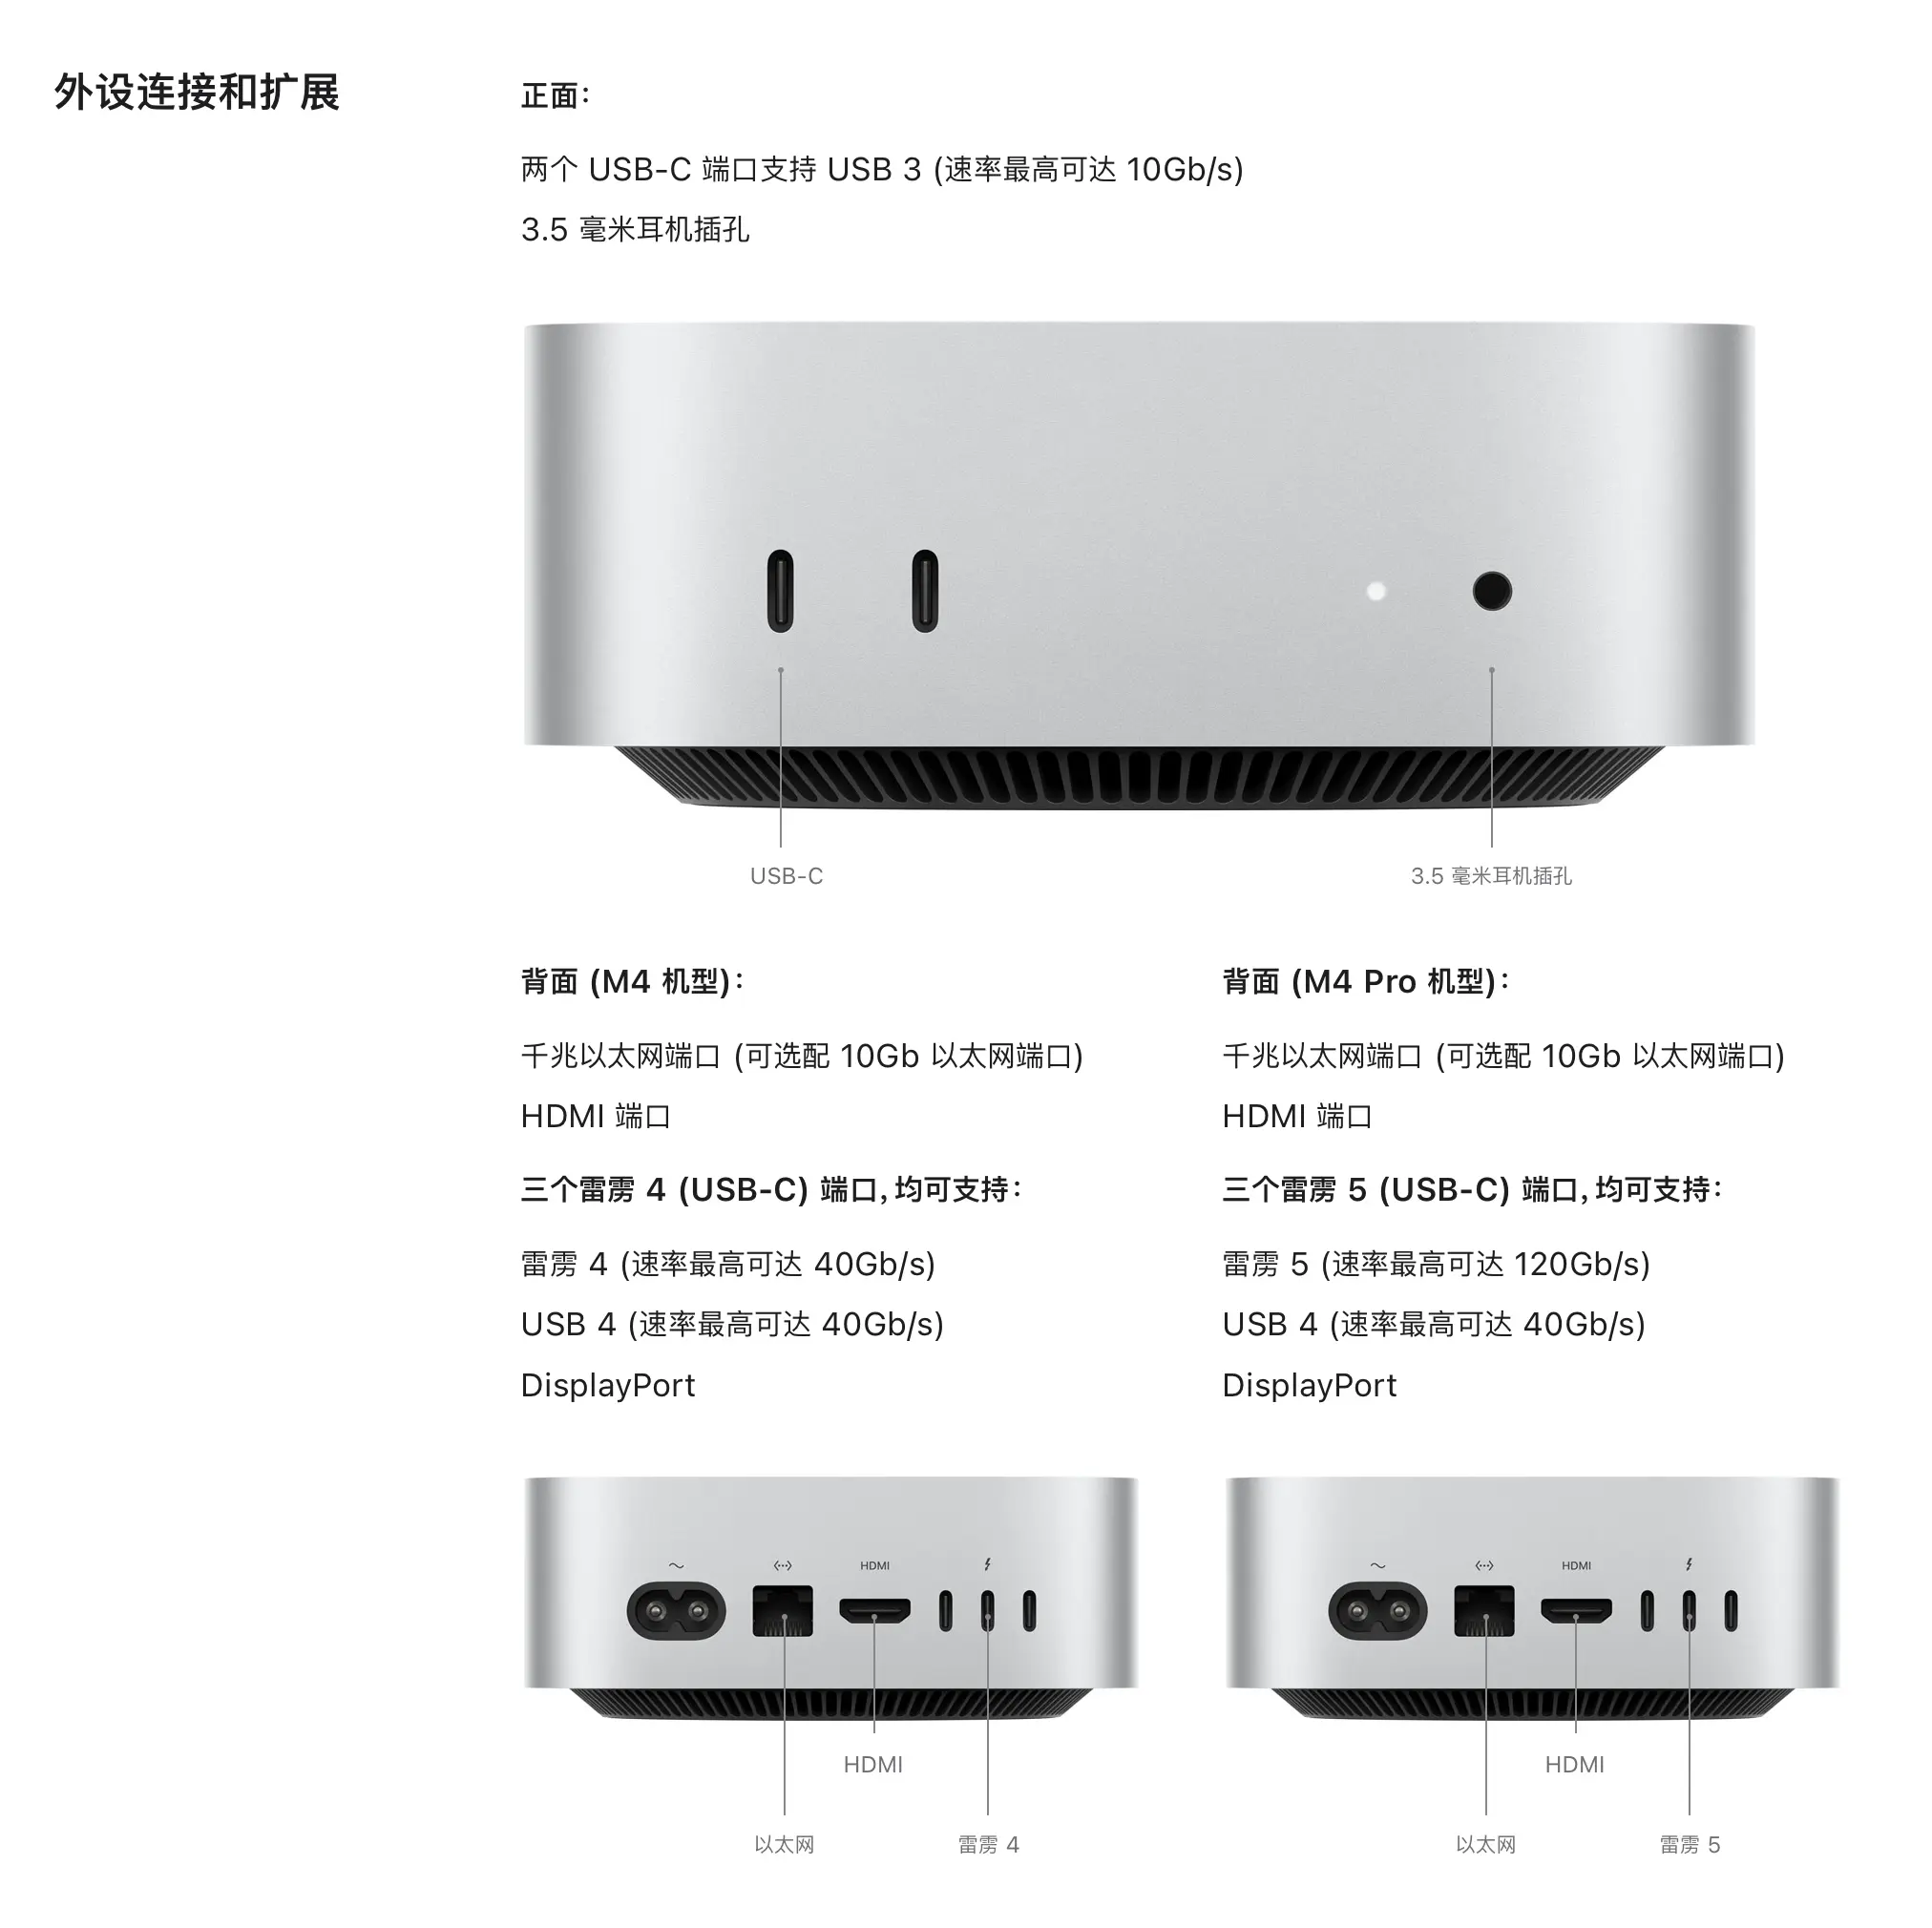 外设连接和扩展
正面：
两个 USB-C 端口支持 USB 3 (速率最高可达 10Gb/s)
3.5 毫米耳机插孔
USB-C
3.5 毫米耳机插孔
背面 (M4 机型)：
千兆以太网端口 (可选配 10Gb 以太网端口)
HDMI 端口
三个雷雳 4 (USB-C) 端口，均可支持：
雷雳 4 (速率最高可达 40Gb/s)
USB 4 (速率最高可达 40Gb/s)
DisplayPort
HDMI
HDMI
以太网
雷雳 4
背面 (M4 Pro 机型)：
千兆以太网端口 (可选配 10Gb 以太网端口)
HDMI 端口
三个雷雳 5 (USB-C) 端口，均可支持：
雷雳 5 (速率最高可达 120Gb/s)
USB 4 (速率最高可达 40Gb/s)
DisplayPort
HDMI
HDMI
以太网
雷雳 5